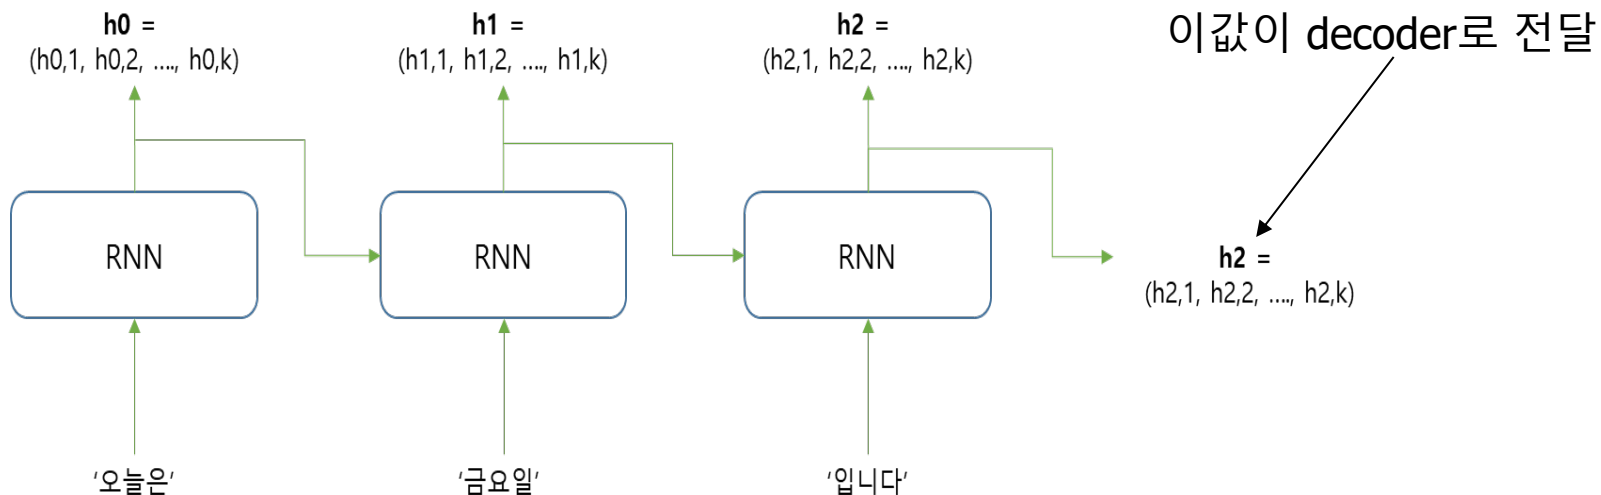 h0 =
(h0,1, h0,2, ...., h0,k)
h1 =
(h1,1, h1,2, ...., h1,k)
h2 =
(h2,1, h2,2, ...., h2,k)
이값이 decoder로 전달
RNN
RNN
RNN
h2 =
(h2,1, h2,2, ...., h2,k)
‘오늘은’
‘금요일’
‘입니다’